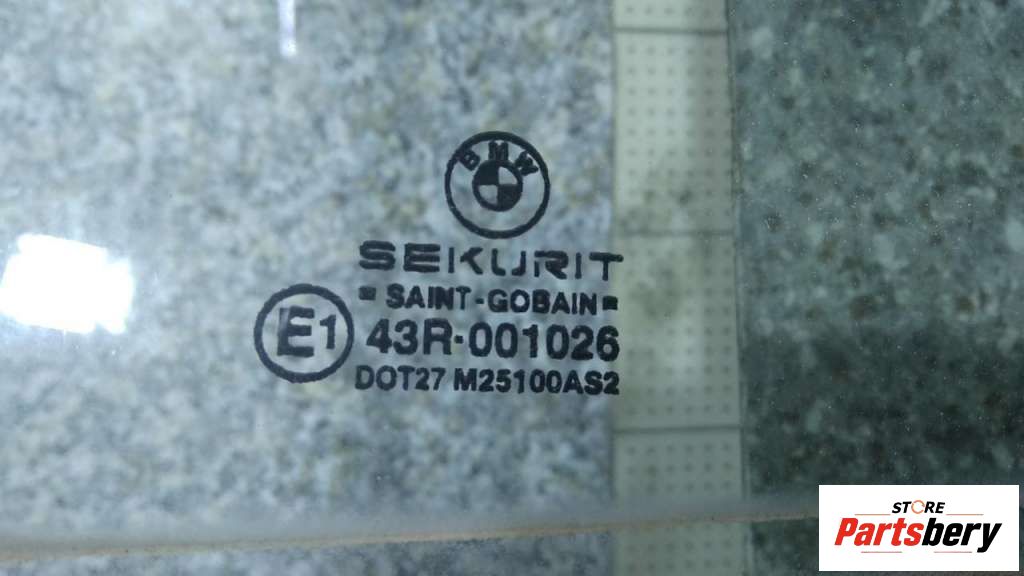 BMW
SEKURIT
SAINT-GOBAIN
E1 43R-001026
DOT27 M25100AS2
STORE
Partsbery